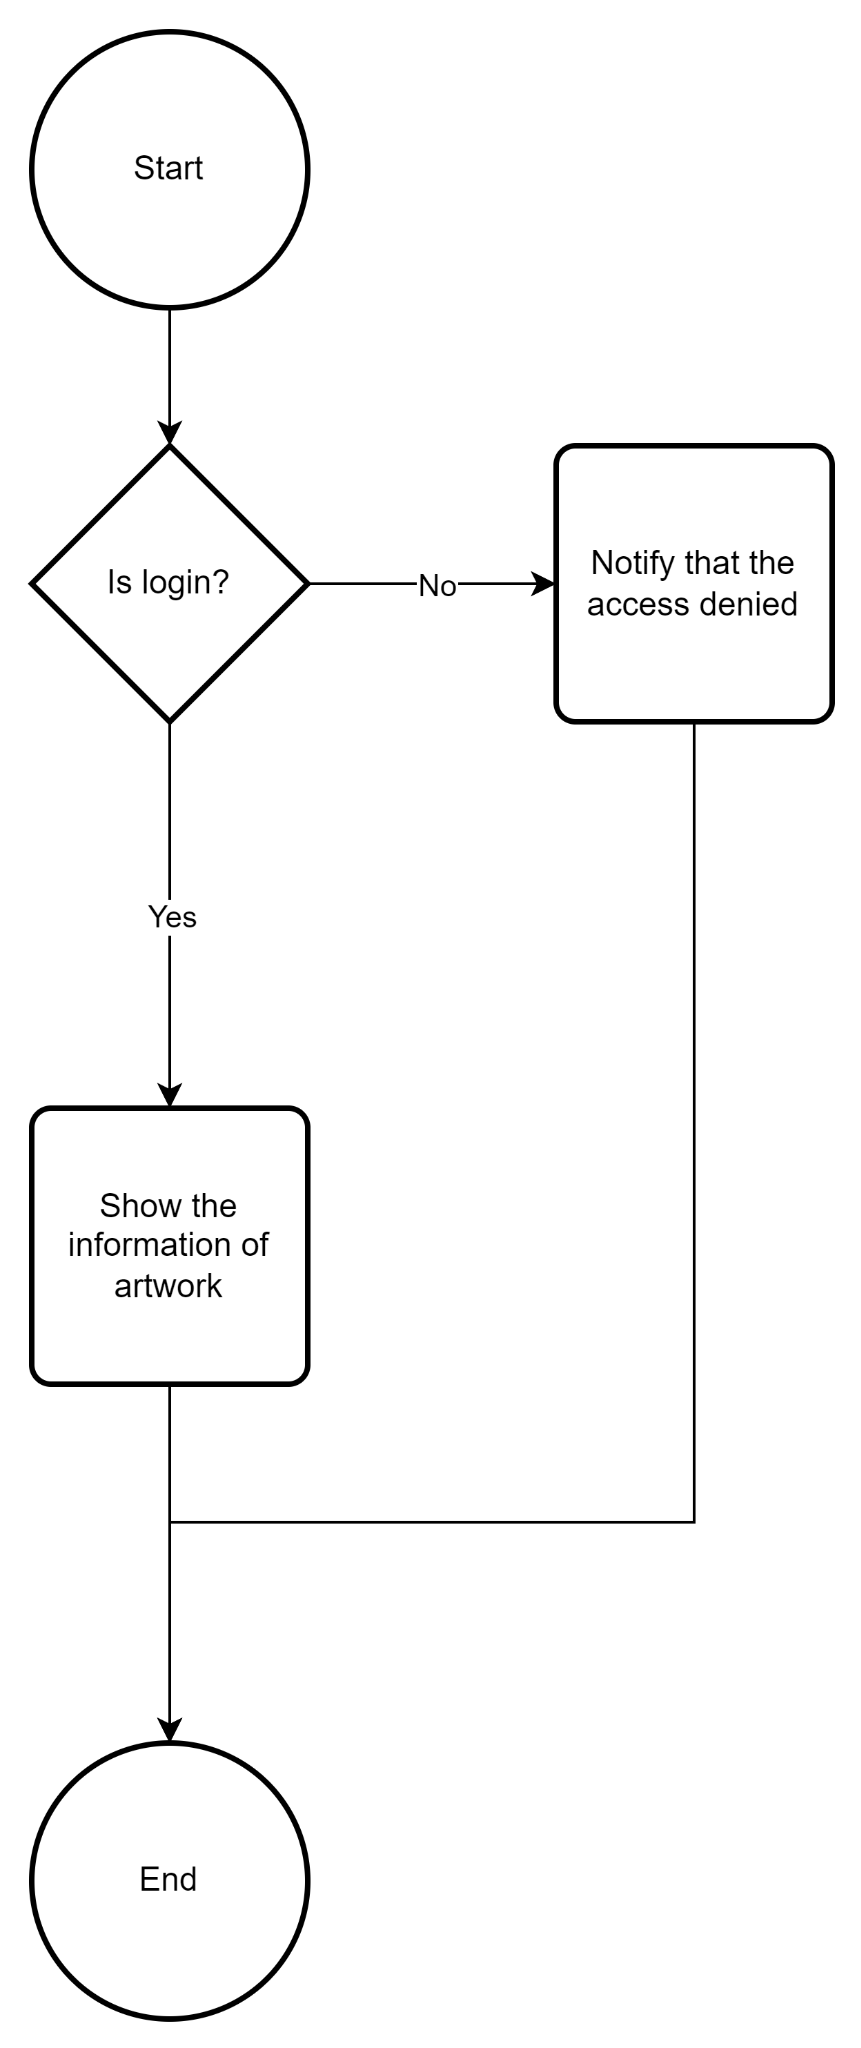 Start
Is login?
No
Notify that the
access denied
Yes
Show the
information of
artwork
End